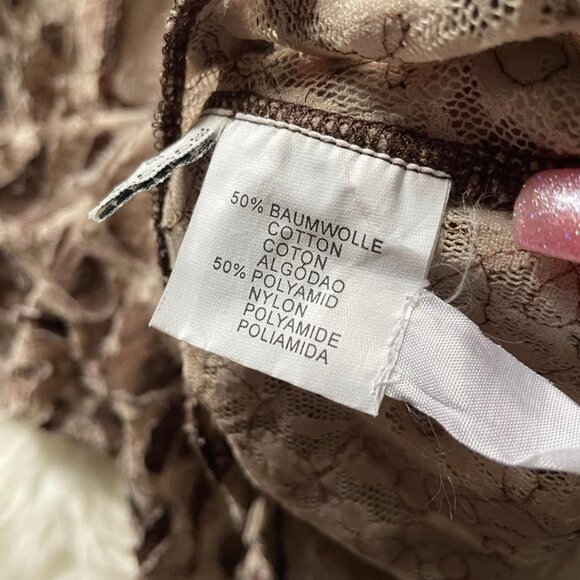 50% BAUMWOLLE
COTTON
COTON
ALGODAO
50% POLYAMID
NYLON
POLYAMIDE
POLIAMIDA